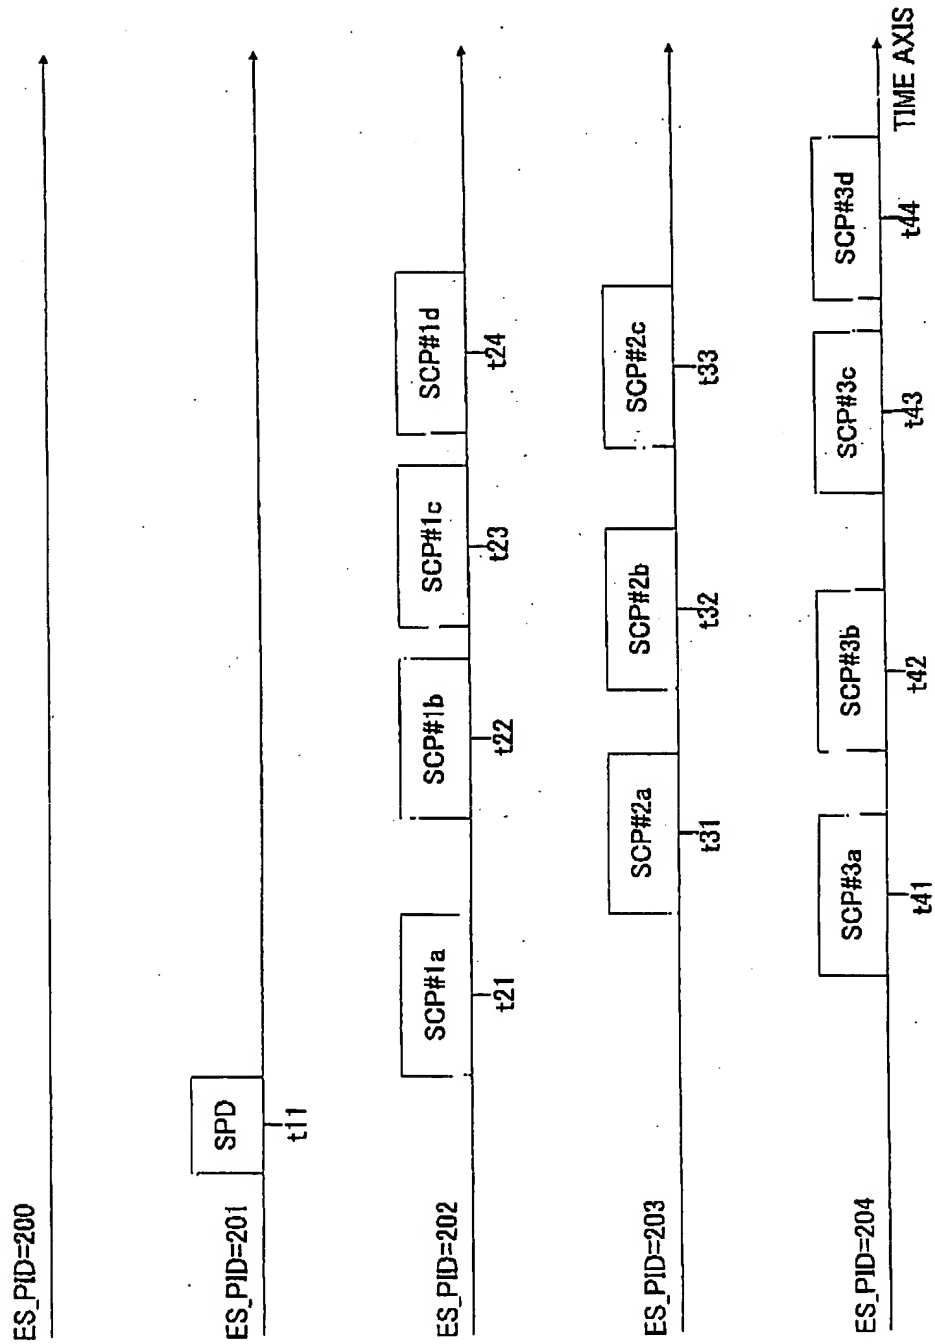 ES_PID=200
ES_PID=201
SPD
t11
ES_PID=202
SCP#1a
SCP#1b
SCP#1c
SCP#1d
t21
t22
t23
t24
ES_PID=203
SCP#2a
SCP#2b
SCP#2c
t31
t32
t33
ES_PID=204
SCP#3a
SCP#3b
SCP#3c
SCP#3d
t41
t42
t43
t44
TIME AXIS